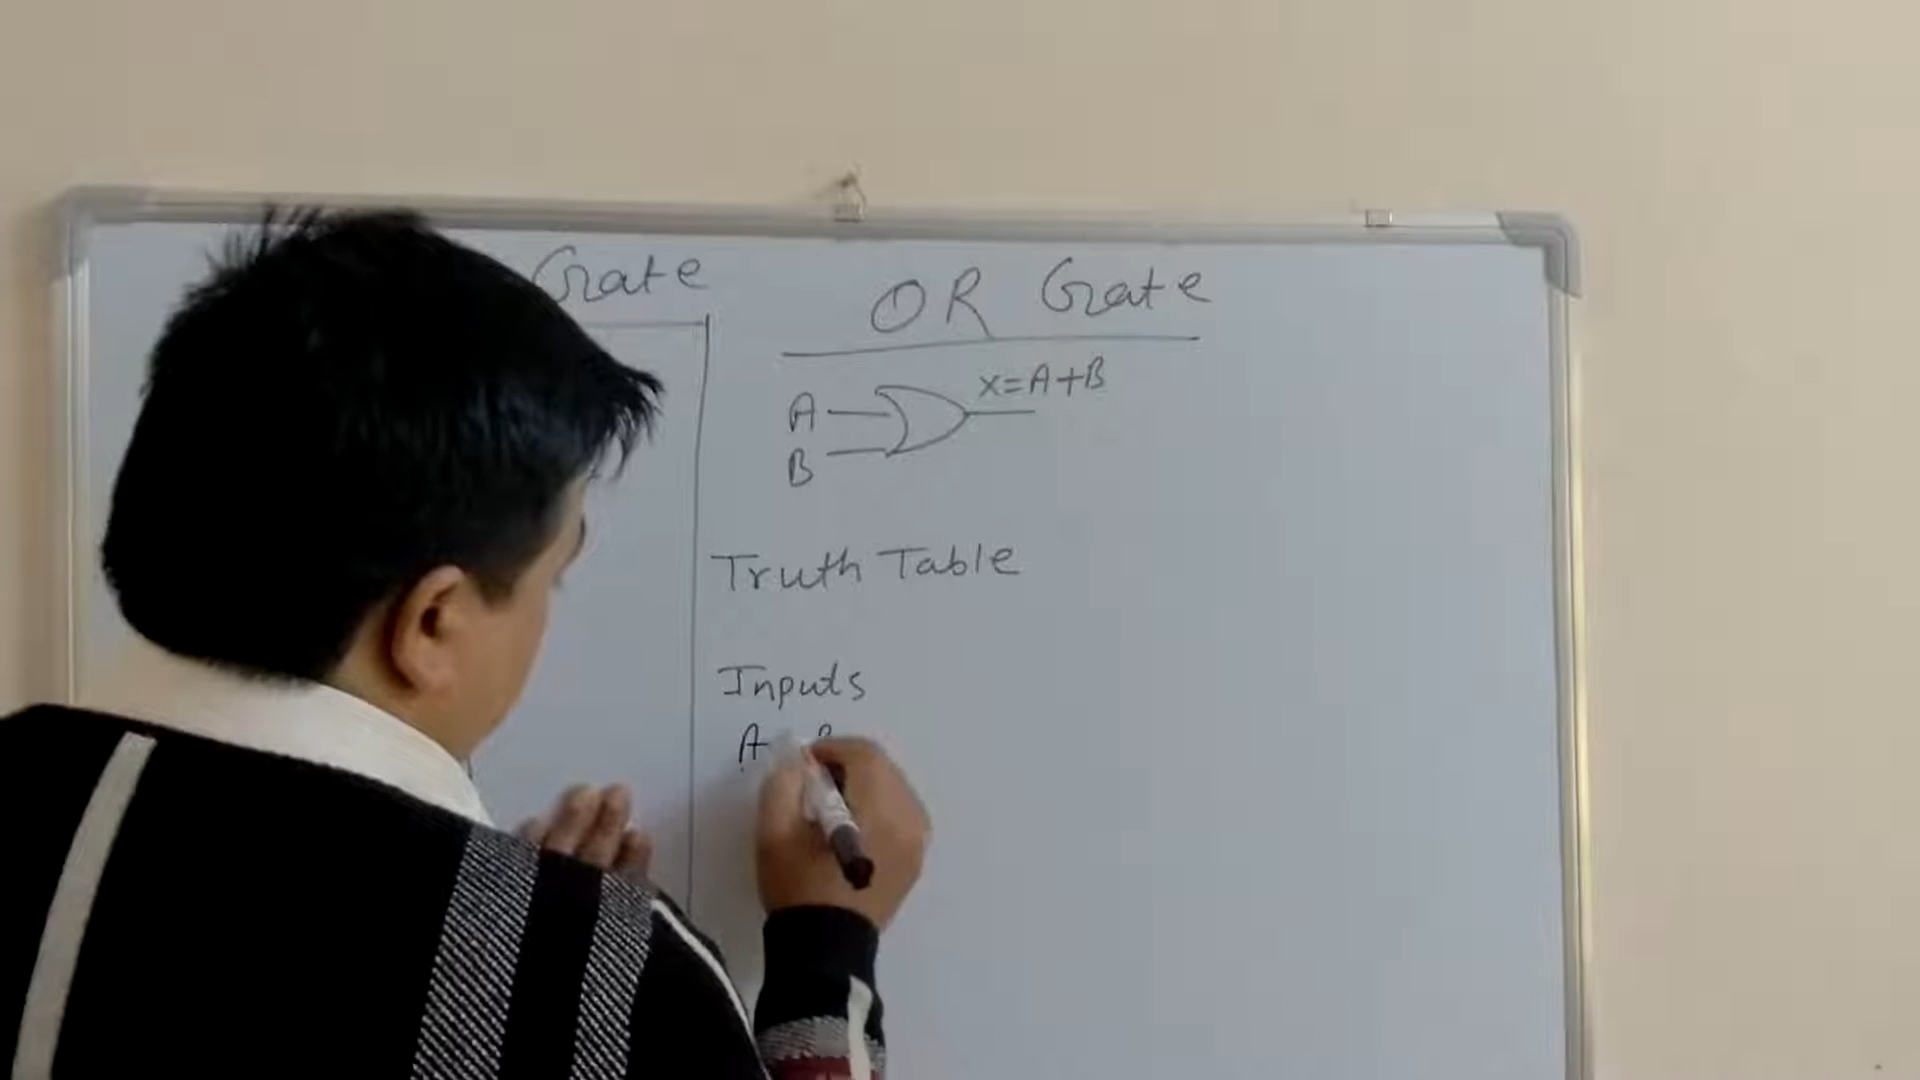 Gate
OR Gate
X=A+B
A
B
Truth Table
Inputs
A B